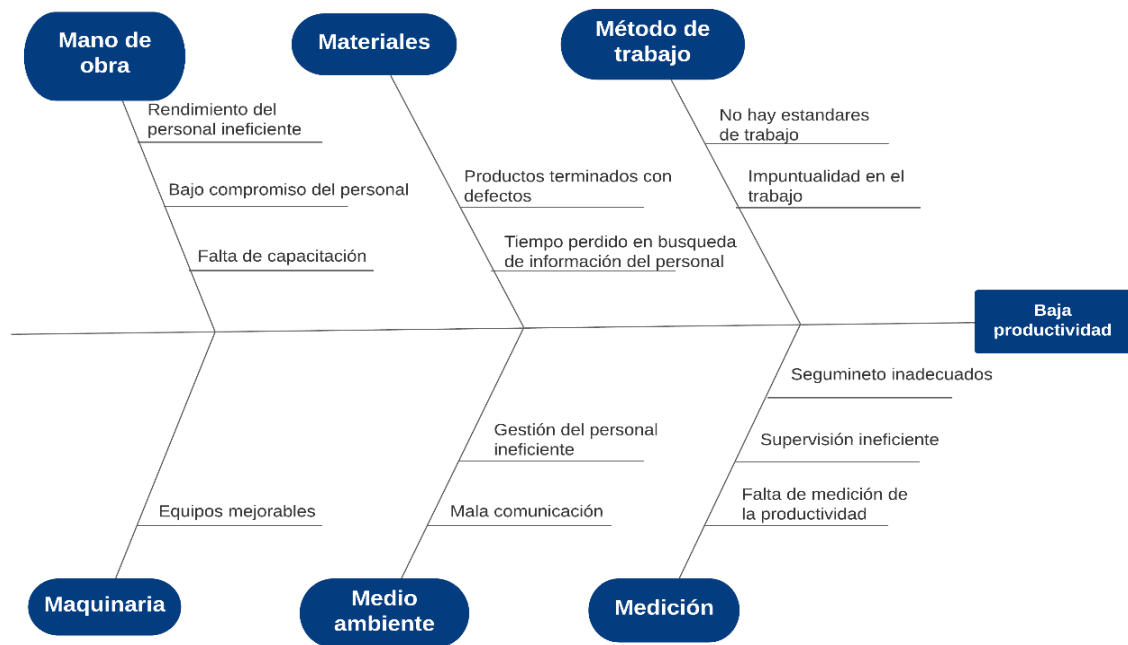 Mano de
obra
Materiales
Método de
trabajo
Rendimiento del
personal ineficiente
Bajo compromiso del personal
Falta de capacitación
Productos terminados con
defectos
Tiempo perdido en busqueda
de información del personal
No hay estandares
de trabajo
Impuntualidad en el
trabajo
Baja
productividad
Equipos mejorables
Gestión del personal
ineficiente
Mala comunicación
Segumineto inadecuados
Supervisión ineficiente
Falta de medición de
la productividad
Maquinaria
Medio
ambiente
Medición